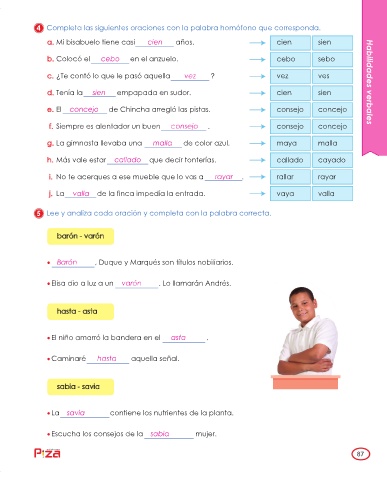 4 Completa las siguientes oraciones con la palabra homófona que corresponda.
a. Mi bisabuelo tiene casi cien años. cien sien
b. Colocó el cebo en el anzuelo. cebo sebo
c. ¿Te contó lo que le pasó aquella vez ? vez ves
d. Tenía la sien empapada en sudor. cien sien
e. El concejo de Chincha arregló las pistas. consejo concejo
f. Siempre es alentador un buen consejo . consejo concejo
g. La gimnasta llevaba una malla de color azul. maya malla
h. Más vale estar callado que decir tonterías. callado cayado
i. No te acerques a ese mueble que lo vas a rayar . rallar rayar
j. La valla de la finca impedía la entrada. vaya valla
Habilidades verbales
5 Lee y analiza cada oración y completa con la palabra correcta.
barón - varón
• Barón , Duque y Marqués son títulos nobiliarios.
• Elisa dio a luz a un varón . Lo llamarán Andrés.
hasta - asta
• El niño amarró la bandera en el asta .
• Caminaré hasta aquella señal.
sabia - savia
• La savia contiene los nutrientes de la planta.
• Escucha los consejos de la sabia mujer.
PIZA
87